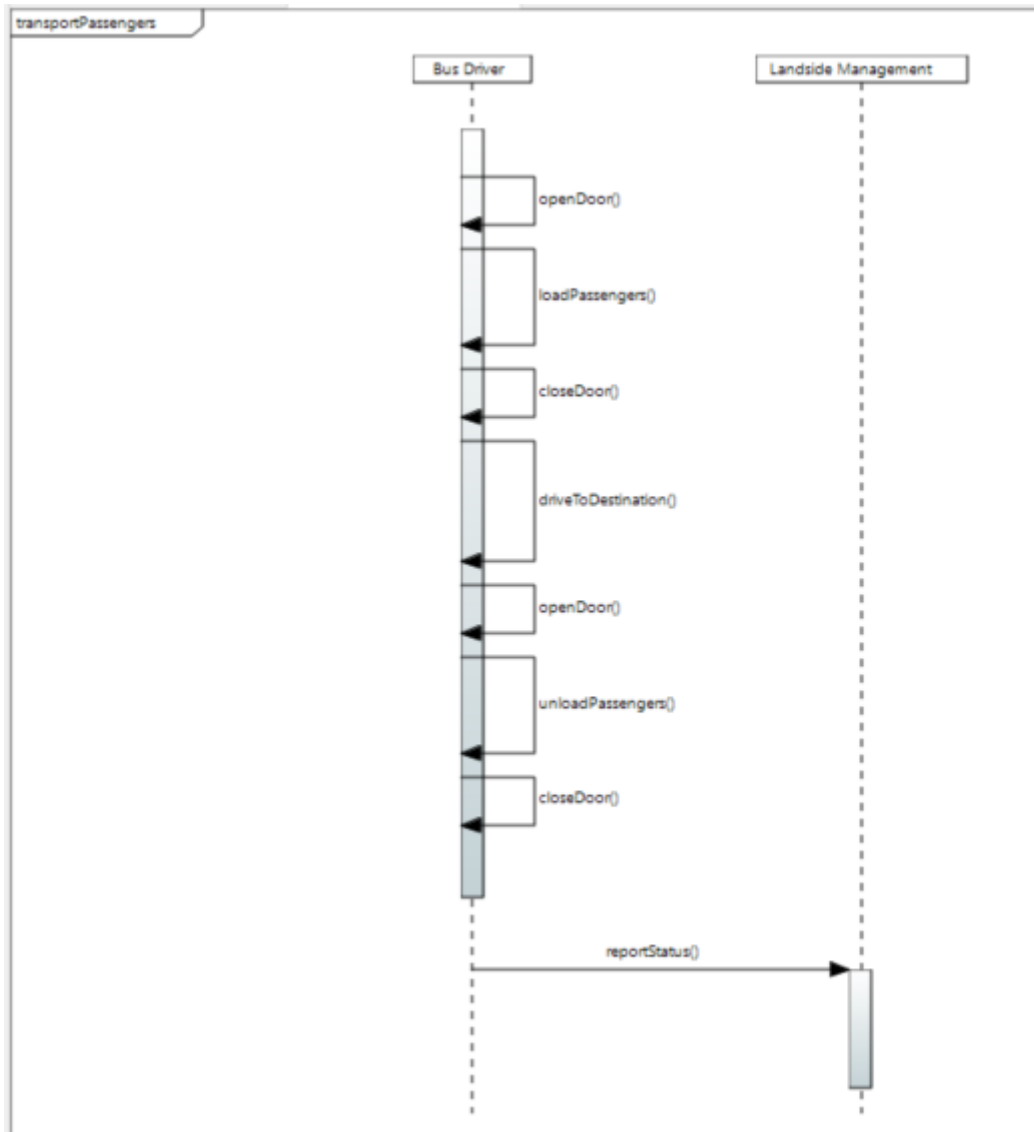 transportPassengers
Bus Driver
Landside Management
openDoor()
loadPassengers()
closeDoor()
driveToDestination()
openDoor()
unloadPassengers()
closeDoor()
reportStatus()